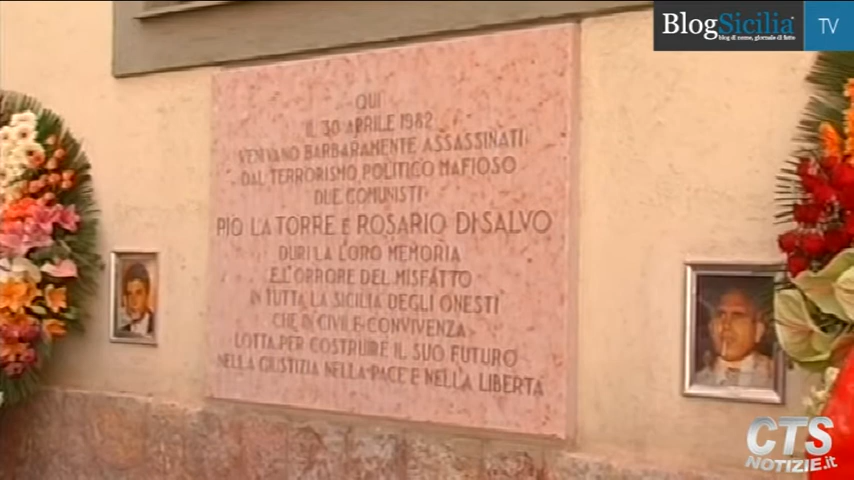 BlogSicilia
blog di nome, giornale di fatto
TV
QUI
IL 30 APRILE 1982
VENIVANO BARBARAMENTE ASSASSINATI
DAL TERRORISMO POLITICO MAFIOSO
DUE COMUNISTI
PIO LA TORRE E ROSARIO DI SALVO
DURI LA LORO MEMORIA
E L'ORRORE DEL MISFATTO
IN TUTTA LA SICILIA DEGLI ONESTI
CHE IN CIVILE CONVIVENZA
LOTTA PER COSTRUIRE IL SUO FUTURO
NELLA GIUSTIZIA NELLA PACE E NELLA LIBERTA
CTS
NOTIZIE.it